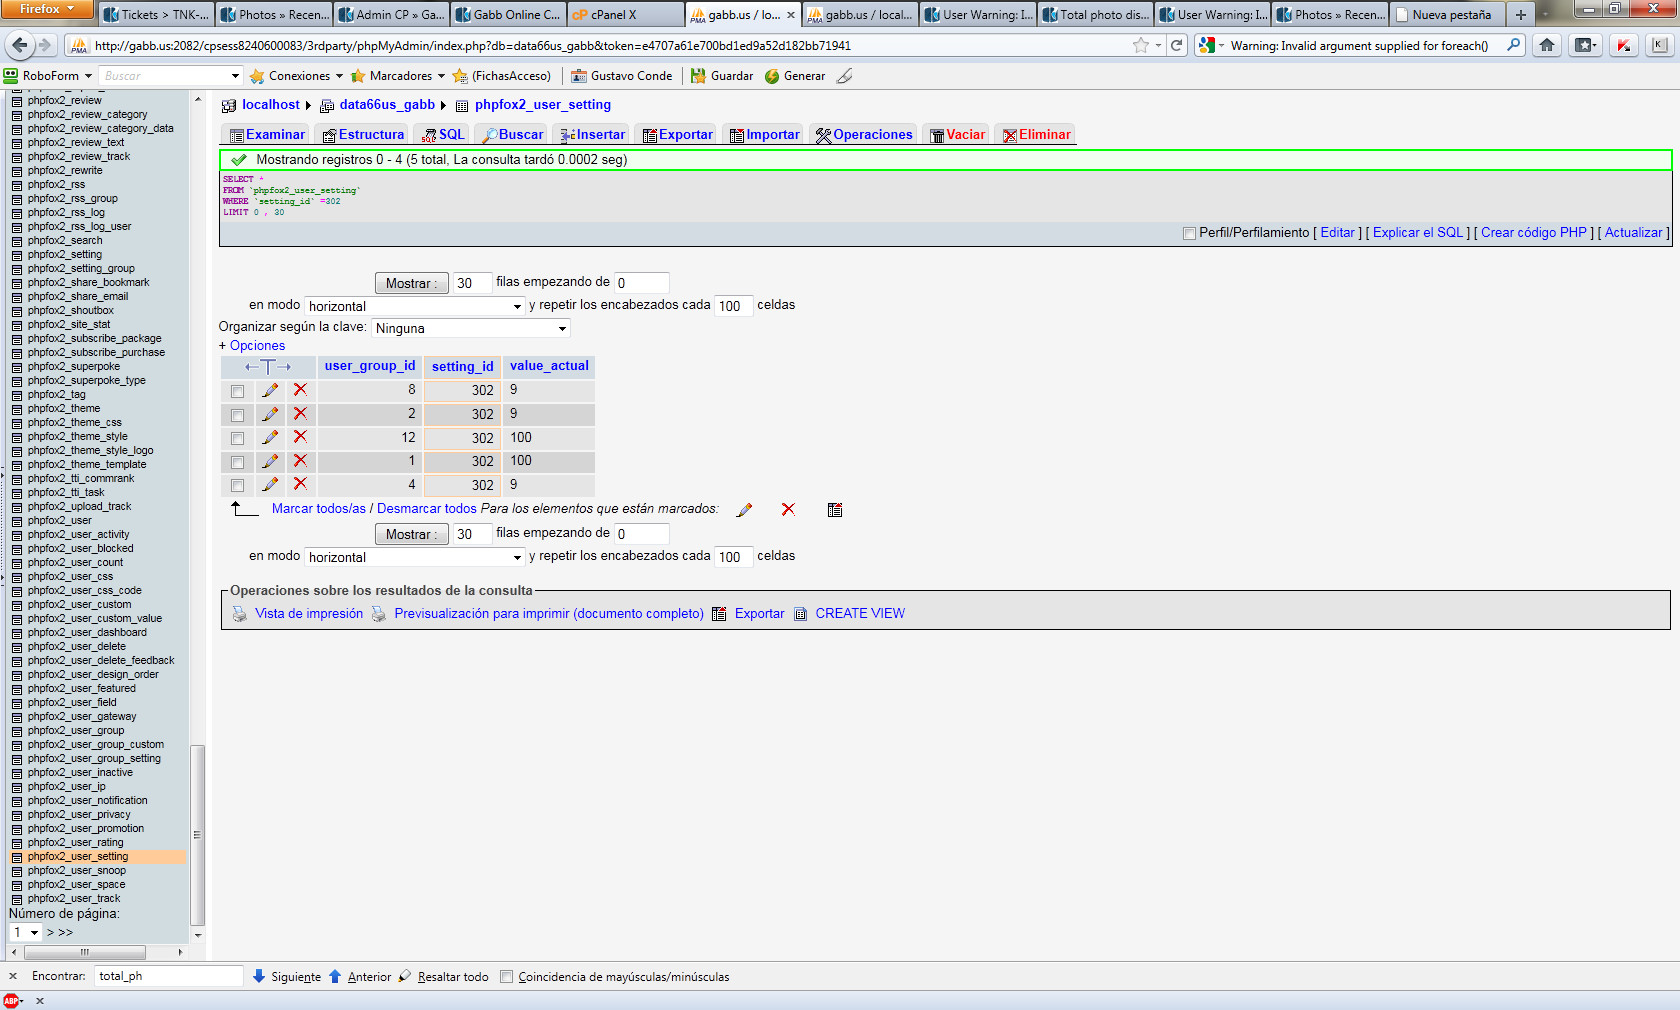 Firefox
Tickets > TNK-...
Photos » Recen...
Admin CP » Ga...
Gabb Online C...
cPanel X
gabb.us / lo...
gabb.us / local...
User Warning: I...
Total photo dis...
User Warning: I...
Photos » Recen...
Nueva pestaña
http://gabb.us:2082/cpsess8240600083/3rdparty/phpMyAdmin/index.php?db=data66us_gabb&token=e4707a61e700bd1ed9a52d182bb71941
Warning: Invalid argument supplied for foreach()
RoboForm
Buscar
Conexiones
Marcadores
(FichasAcceso)
Gustavo Conde
Guardar
Generar
phpfox2_review
phpfox2_review_category
phpfox2_review_category_data
phpfox2_review_text
phpfox2_review_track
phpfox2_rewrite
phpfox2_rss
phpfox2_rss_group
phpfox2_rss_log
phpfox2_rss_log_user
phpfox2_search
phpfox2_setting
phpfox2_setting_group
phpfox2_share_bookmark
phpfox2_share_email
phpfox2_shoutbox
phpfox2_site_stat
phpfox2_subscribe_package
phpfox2_subscribe_purchase
phpfox2_superpoke
phpfox2_superpoke_type
phpfox2_tag
phpfox2_theme
phpfox2_theme_css
phpfox2_theme_style
phpfox2_theme_style_logo
phpfox2_theme_template
phpfox2_tti_commrank
phpfox2_tti_task
phpfox2_upload_track
phpfox2_user
phpfox2_user_activity
phpfox2_user_blocked
phpfox2_user_count
phpfox2_user_css
phpfox2_user_css_code
phpfox2_user_custom
phpfox2_user_custom_value
phpfox2_user_dashboard
phpfox2_user_delete
phpfox2_user_delete_feedback
phpfox2_user_design_order
phpfox2_user_featured
phpfox2_user_field
phpfox2_user_gateway
phpfox2_user_group
phpfox2_user_group_custom
phpfox2_user_group_setting
phpfox2_user_inactive
phpfox2_user_ip
phpfox2_user_notification
phpfox2_user_privacy
phpfox2_user_promotion
phpfox2_user_rating
phpfox2_user_setting
phpfox2_user_snoop
phpfox2_user_space
phpfox2_user_track
Número de página:
1 > >>
localhost data66us_gabb phpfox2_user_setting
Examinar Estructura SQL Buscar Insertar Exportar Importar Operaciones Vaciar Eliminar
Mostrando registros 0 - 4 (5 total, La consulta tardó 0.0002 seg)
SELECT *
FROM `phpfox2_user_setting`
WHERE `setting_id` =302
LIMIT 0 , 30
Perfil/Perfilamiento [ Editar ] [ Explicar el SQL ] [ Crear código PHP ] [ Actualizar ]
Mostrar : 30 filas empezando de 0
en modo horizontal y repetir los encabezados cada 100 celdas
Organizar según la clave: Ninguna
+ Opciones
←T→ user_group_id setting_id value_actual
8 302 9
2 302 9
12 302 100
1 302 100
4 302 9
Marcar todos/as / Desmarcar todos Para los elementos que están marcados:
Mostrar : 30 filas empezando de 0
en modo horizontal y repetir los encabezados cada 100 celdas
Operaciones sobre los resultados de la consulta
Vista de impresión Previsualización para imprimir (documento completo) Exportar CREATE VIEW
Encontrar: total_ph Siguiente Anterior Resaltar todo Coincidencia de mayúsculas/minúsculas
ABP